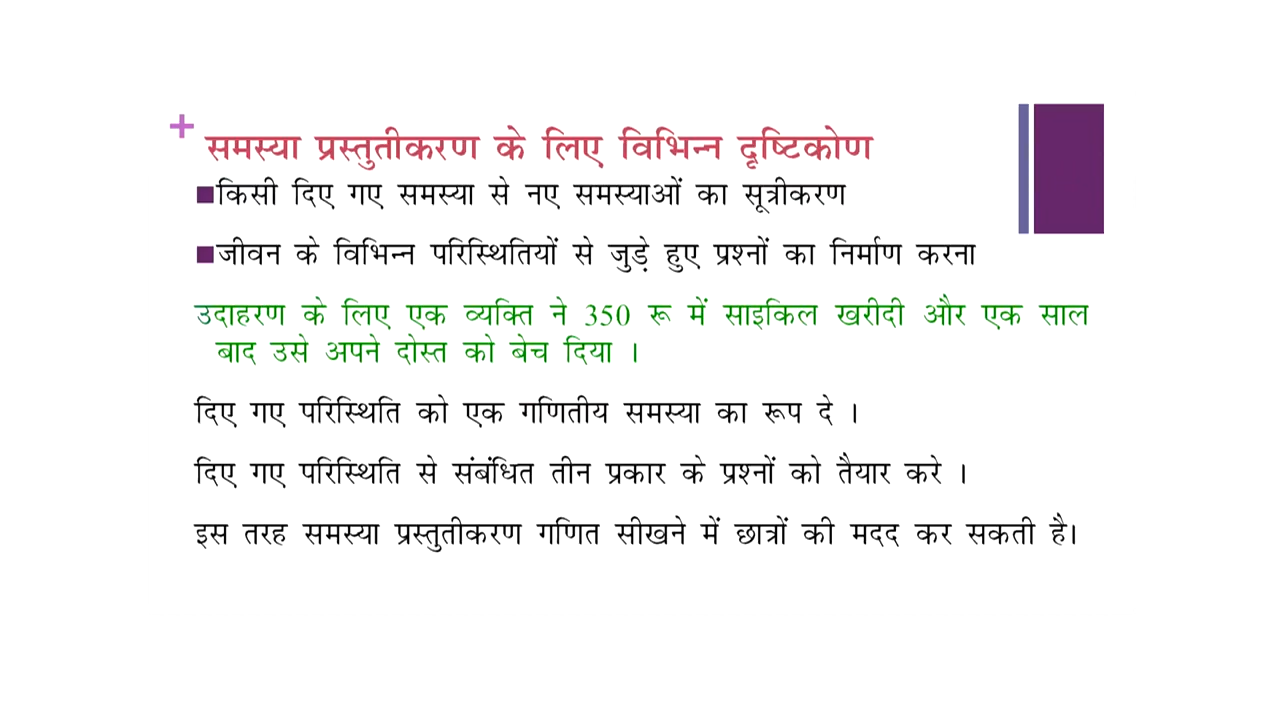 +
समस्या प्रस्तुतीकरण के लिए विभिन्न दृष्टिकोण
■किसी दिए गए समस्या से नए समस्याओं का सूत्रीकरण
■जीवन के विभिन्न परिस्थितियों से जुड़े हुए प्रश्नों का निर्माण करना
उदाहरण के लिए एक व्यक्ति ने 350 रू में साइकिल खरीदी और एक साल
बाद उसे अपने दोस्त को बेच दिया ।
दिए गए परिस्थिति को एक गणितीय समस्या का रूप दे ।
दिए गए परिस्थिति से संबंधित तीन प्रकार के प्रश्नों को तैयार करे ।
इस तरह समस्या प्रस्तुतीकरण गणित सीखने में छात्रों की मदद कर सकती है।